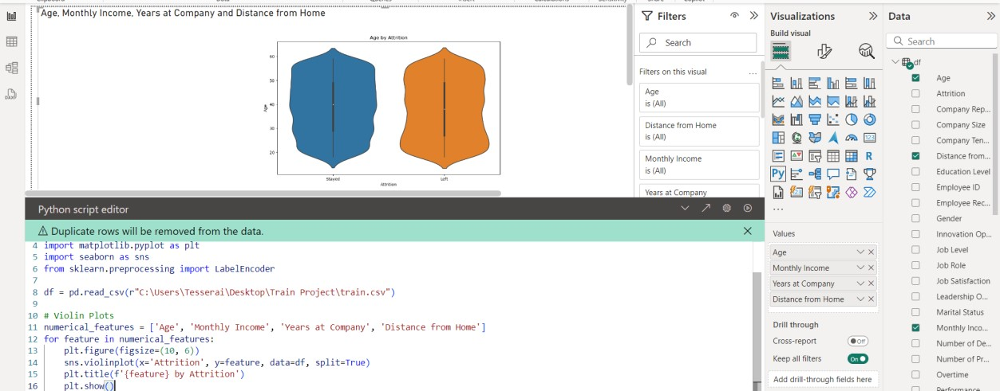 Age, Monthly Income, Years at Company and Distance from Home
Age by Attrition
60
50
40
30
20
Age
Stayed
Left
Attrition
Filters
Search
Filters on this visual
...
Age
is (All)
Distance from Home
is (All)
Monthly Income
is (All)
Years at Company
Visualizations
Build visual
123
R
Py
...
Values
Age
Monthly Income
Years at Company
Distance from Home
Drill through
Cross-report
Off
Keep all filters
On
Add drill-through fields here
Data
Search
df
Age
Attrition
Company Rep...
Company Size
Company Ten...
Distance from...
Education Level
Employee ID
Employee Rec...
Gender
Innovation Op...
Job Level
Job Role
Job Satisfaction
Leadership O...
Marital Status
Monthly Inco...
Number of De...
Number of Pr...
Overtime
Performance
DAX
Python script editor
Duplicate rows will be removed from the data.
4 import matplotlib.pyplot as plt
5 import seaborn as sns
6 from sklearn.preprocessing import LabelEncoder
7
8 df = pd.read_csv(r"C:\Users\Tesserai\Desktop\Train Project\train.csv")
9
10 # Violin Plots
11 numerical_features = ['Age', 'Monthly Income', 'Years at Company', 'Distance from Home']
12 for feature in numerical_features:
13 plt.figure(figsize=(10, 6))
14 sns.violinplot(x='Attrition', y=feature, data=df, split=True)
15 plt.title(f'{feature} by Attrition')
16 plt.show()